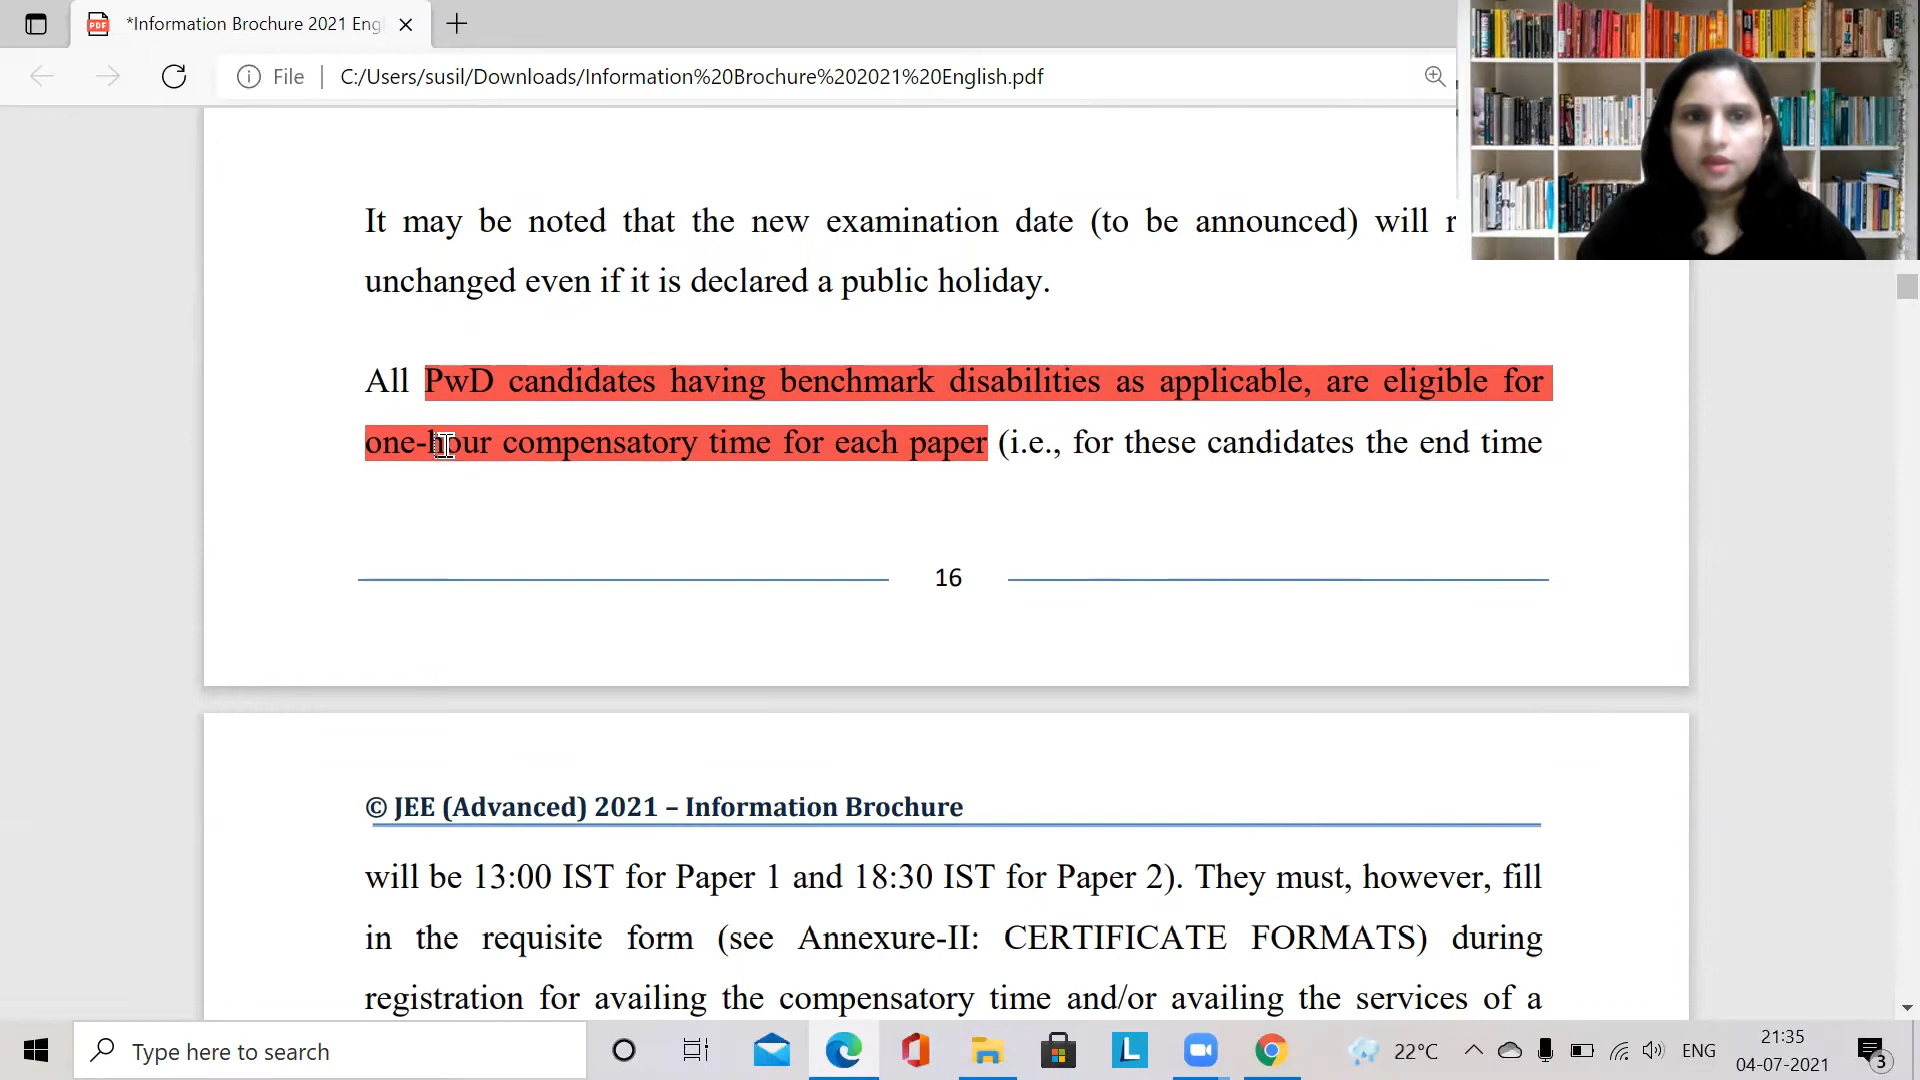 *Information Brochure 2021 Eng
File
C:/Users/susil/Downloads/Information%20Brochure%202021%20English.pdf
It may be noted that the new examination date (to be announced) will
unchanged even if it is declared a public holiday.
All PwD candidates having benchmark disabilities as applicable, are eligible for
one-hour compensatory time for each paper (i.e., for these candidates the end time
16
© JEE (Advanced) 2021 – Information Brochure
will be 13:00 IST for Paper 1 and 18:30 IST for Paper 2). They must, however, fill
in the requisite form (see Annexure-II: CERTIFICATE FORMATS) during
registration for availing the compensatory time and/or availing the services of a
Type here to search
22°C
ENG
21:35
04-07-2021
3